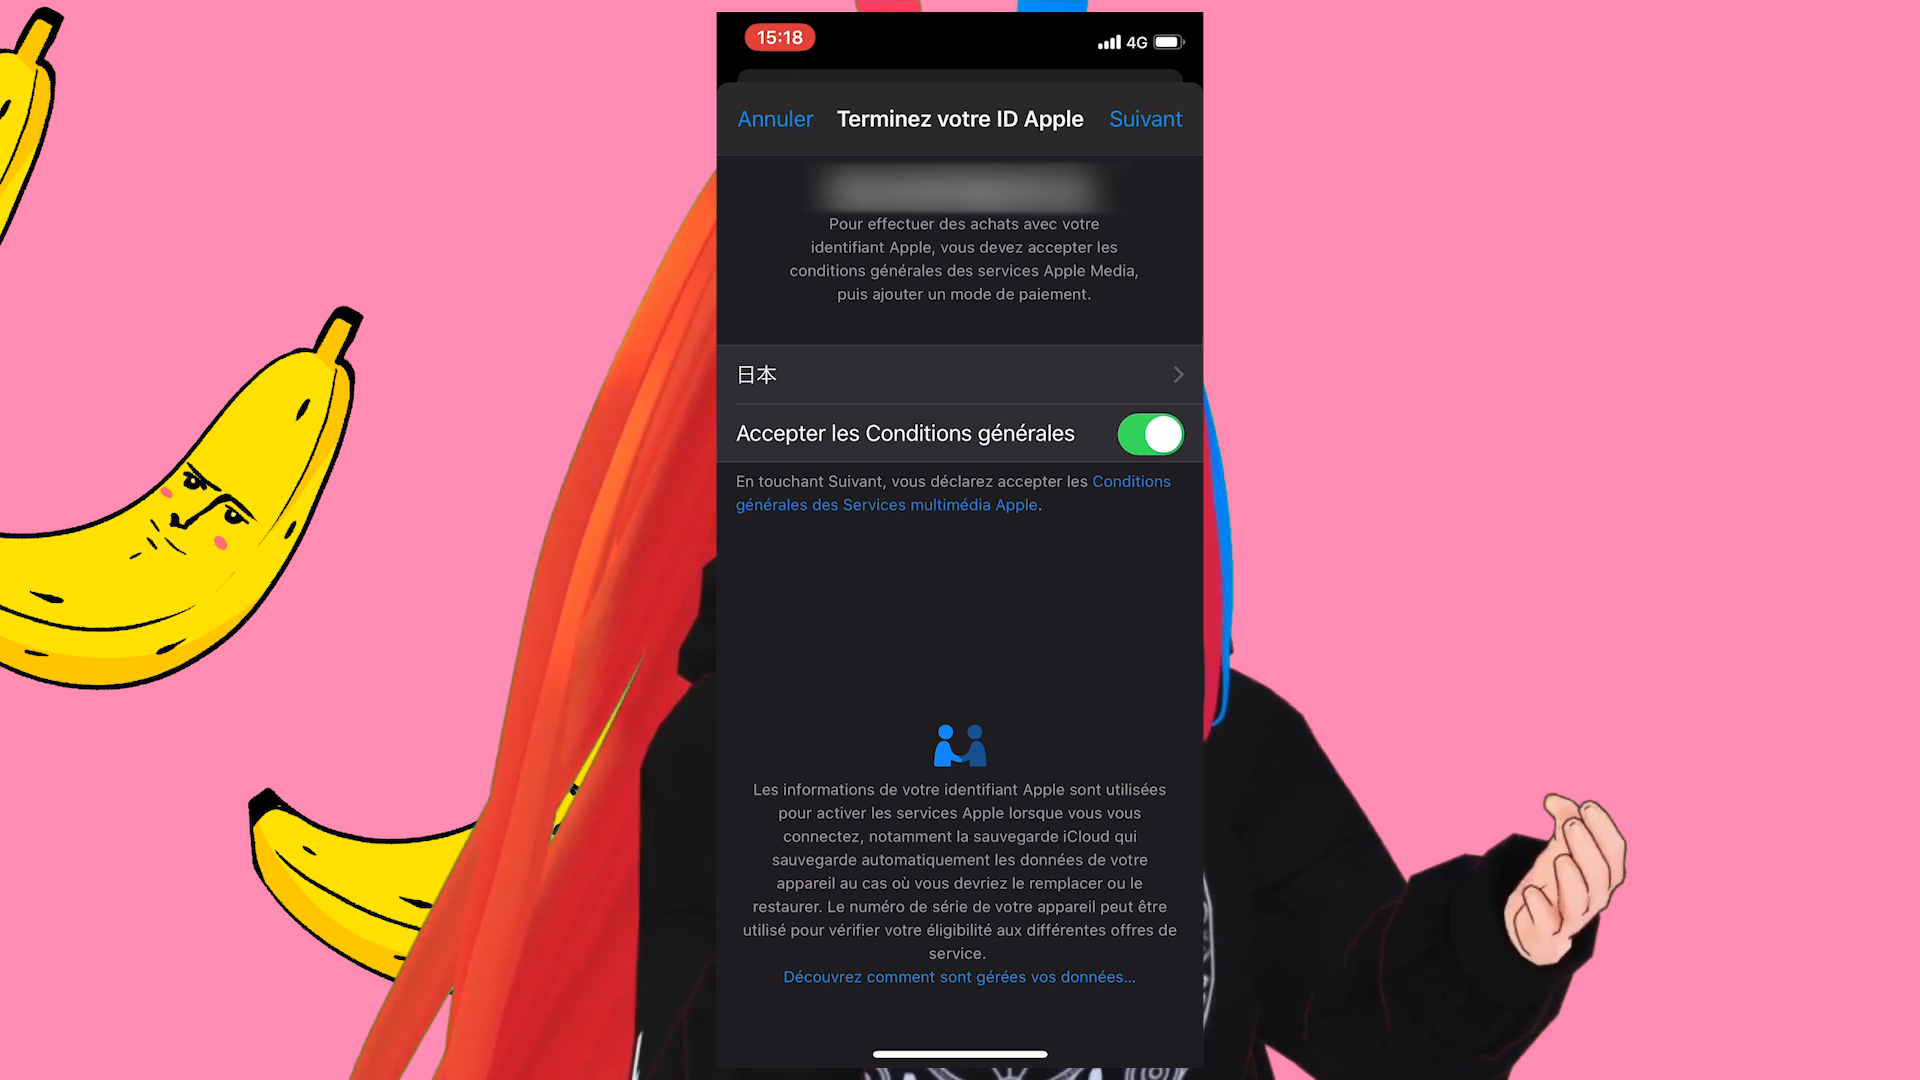 15:18
4G
Annuler Terminez votre ID Apple Suivant
Pour effectuer des achats avec votre
identifiant Apple, vous devez accepter les
conditions générales des services Apple Media,
puis ajouter un mode de paiement.
日本
Accepter les Conditions générales
En touchant Suivant, vous déclarez accepter les Conditions
générales des Services multimédia Apple.
Les informations de votre identifiant Apple sont utilisées
pour activer les services Apple lorsque vous vous
connectez, notamment la sauvegarde iCloud qui
sauvegarde automatiquement les données de votre
appareil au cas où vous devriez le remplacer ou le
restaurer. Le numéro de série de votre appareil peut être
utilisé pour vérifier votre éligibilité aux différentes offres de
service.
Découvrez comment sont gérées vos données...